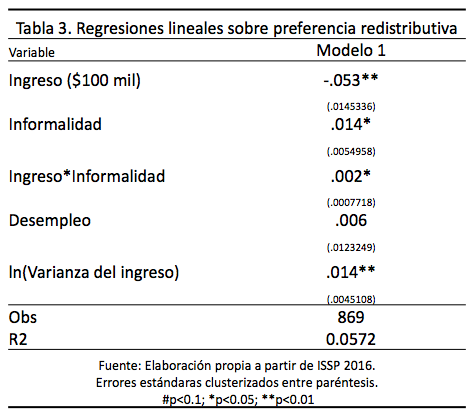 Tabla 3. Regresiones lineales sobre preferencia redistributiva
Variable Modelo 1
Ingreso ($100 mil) -.053**
(.0145336)
Informalidad .014*
(.0054958)
Ingreso*Informalidad .002*
(.0007718)
Desempleo .006
(.0123249)
ln(Varianza del ingreso) .014**
(.0045108)
Obs 869
R2 0.0572
Fuente: Elaboración propia a partir de ISSP 2016.
Errores estándaras clusterizados entre paréntesis.
#p<0.1; *p<0.05; **p<0.01